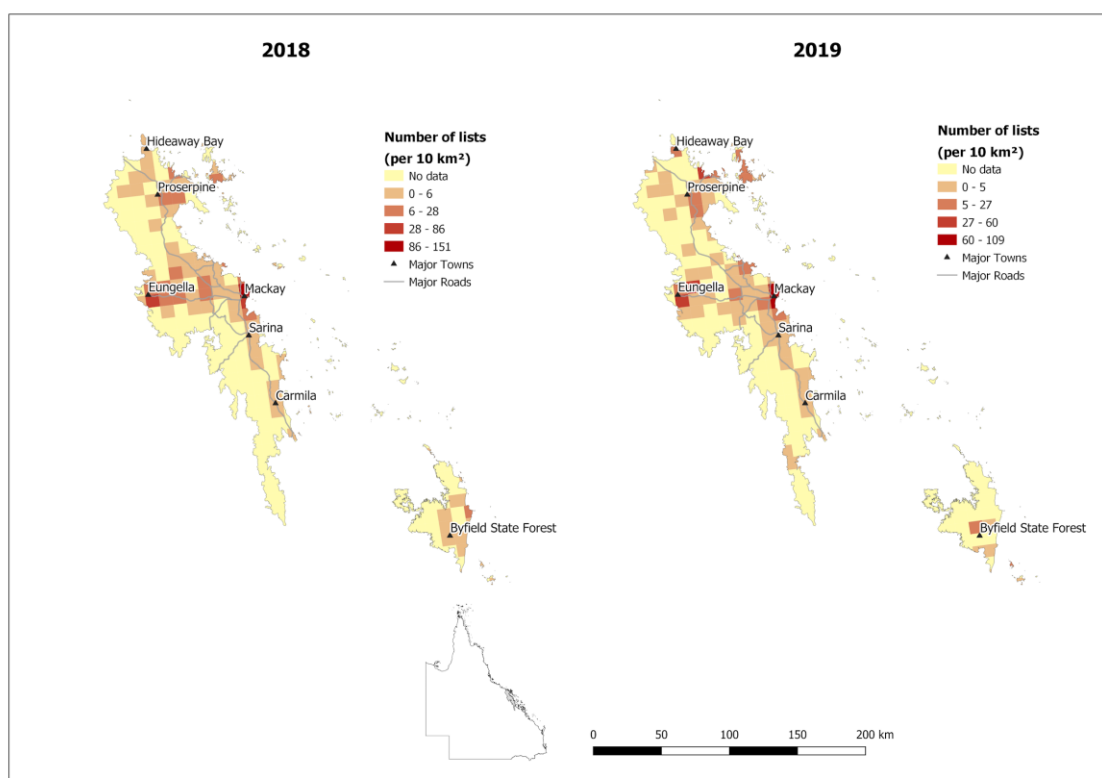 2018
Number of lists
(per 10 km²)
No data
0 - 6
6 - 28
28 - 86
86 - 151
Major Towns
Major Roads
Hideaway Bay
Proserpine
Eungella
Mackay
Sarina
Carmila
Byfield State Forest
2019
Number of lists
(per 10 km²)
No data
0 - 5
5 - 27
27 - 60
60 - 109
Major Towns
Major Roads
Hideaway Bay
Proserpine
Eungella
Mackay
Sarina
Carmila
Byfield State Forest
0 50 100 150 200 km